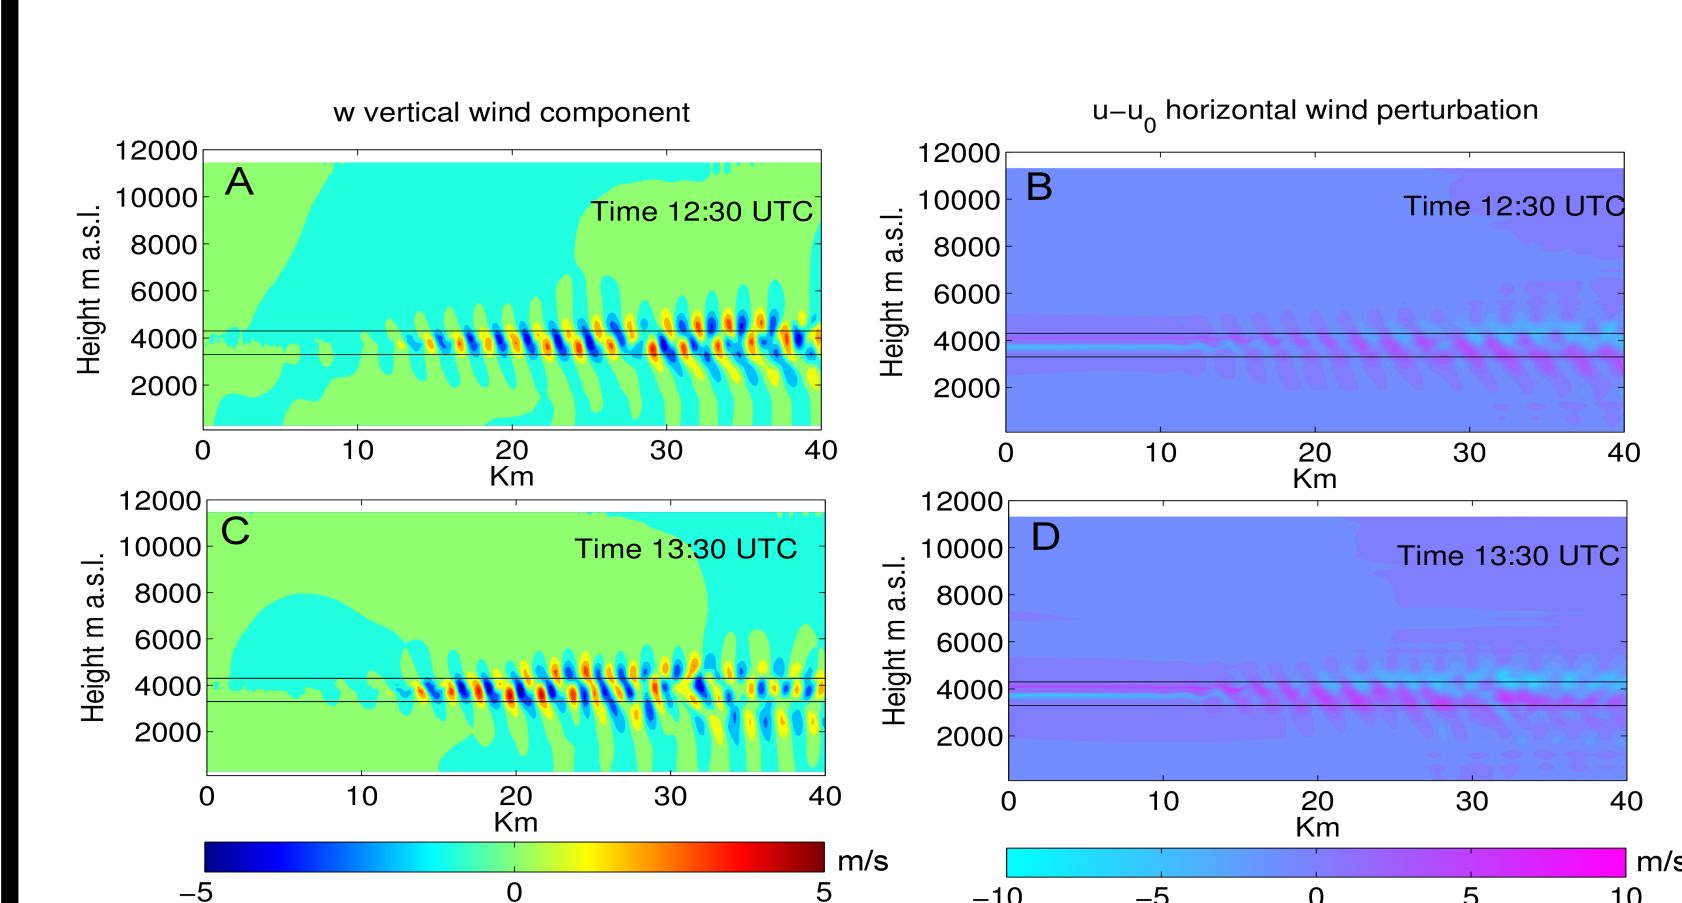 w vertical wind component
u−u0 horizontal wind perturbation
12000
10000
8000
6000
4000
2000
Height m a.s.l.
A
Time 12:30 UTC
0 10 20 30 40
Km
12000
10000
8000
6000
4000
2000
Height m a.s.l.
B
Time 12:30 UTC
0 10 20 30 40
Km
12000
10000
8000
6000
4000
2000
Height m a.s.l.
C
Time 13:30 UTC
0 10 20 30 40
Km
12000
10000
8000
6000
4000
2000
Height m a.s.l.
D
Time 13:30 UTC
0 10 20 30 40
Km
m/s
−5 0 5
m/s
−10 −5 0 5 10